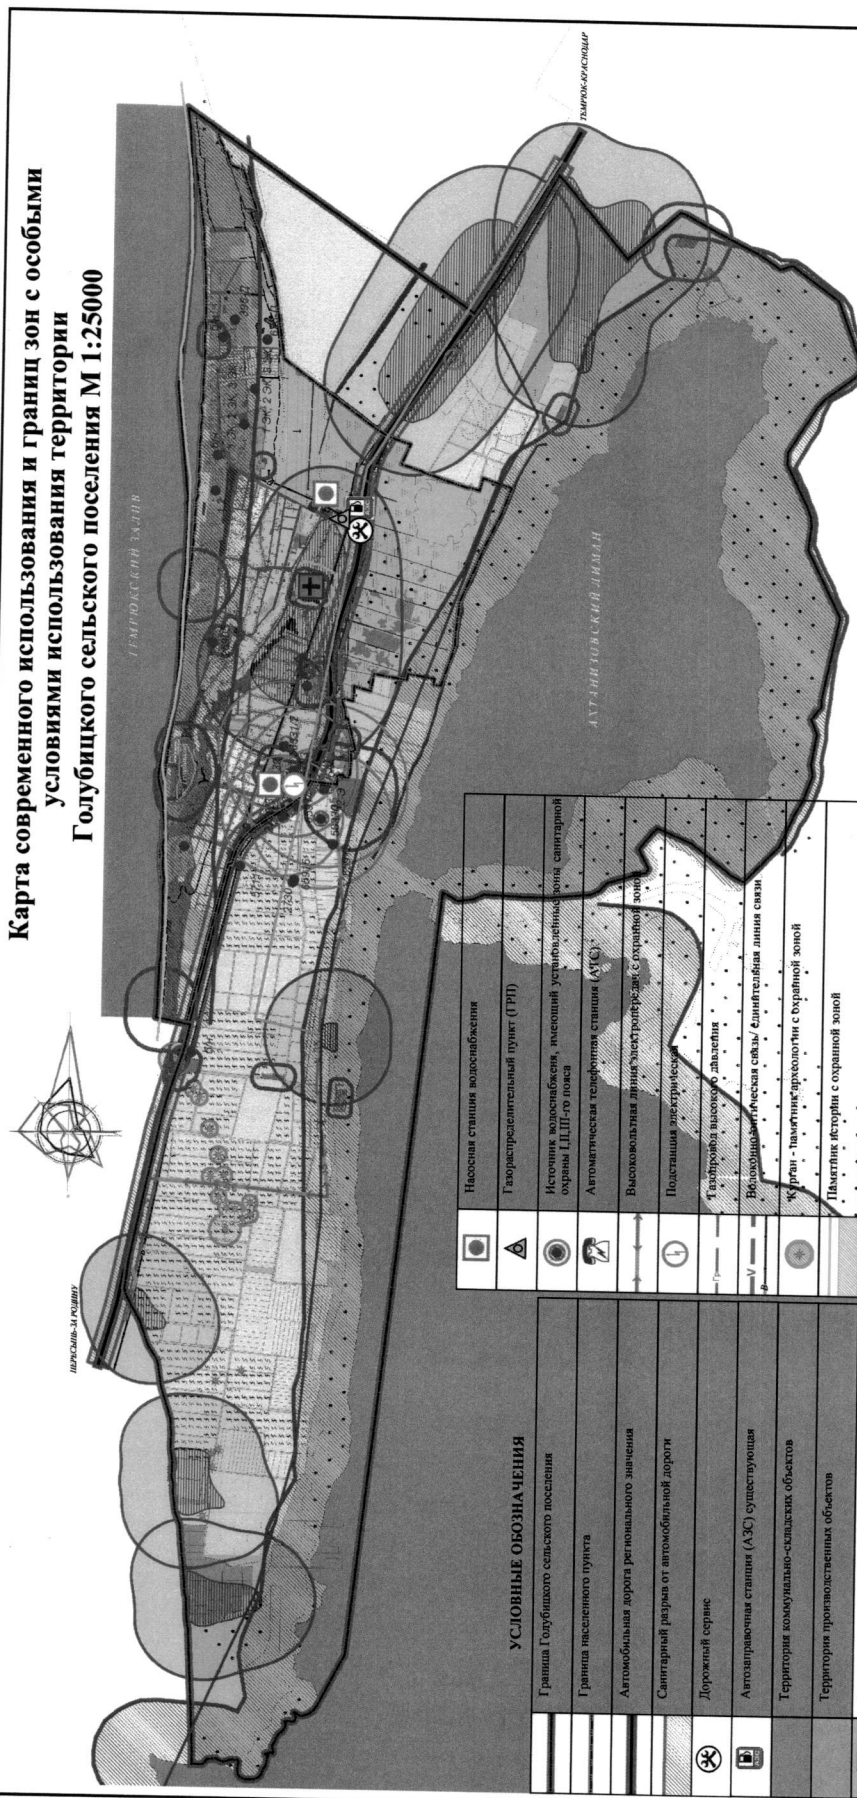 Карта современного использования и границ зон с особыми
условиями использования территории
Голубицкого сельского поселения М 1:25000
ТЕМРЮКСКИЙ ЗАЛИВ
ТЕМРЮК-КРАСНОДАР
ПЕРЕСЫПЬ-ЗА РОДИНУ
АХТАНИЗОВСКИЙ ЛИМАН
УСЛОВНЫЕ ОБОЗНАЧЕНИЯ
Граница Голубицкого сельского поселения
Граница населенного пункта
Автомобильная дорога регионального значения
Санитарный разрыв от автомобильной дороги
Дорожный сервис
АЗС
Автозаправочная станция (АЗС) существующая
Территория коммунально-складских объектов
Территория производственных объектов
Насосная станция водоснабжения
Газораспределительный пункт (ГРП)
Источник водоснабженя, имеющий установленные зоны санитарной
охраны I,II,III-го пояса
Автоматическая телефонная станция (АТС)
Высоковольтная линия электропередач с охранной зоной
Подстанция электрическая
Газопровод высокого давления
Волоконно-оптическая связь/ единительная линия связи
Курган - памятник археологии с охранной зоной
Памятник истории с охранной зоной